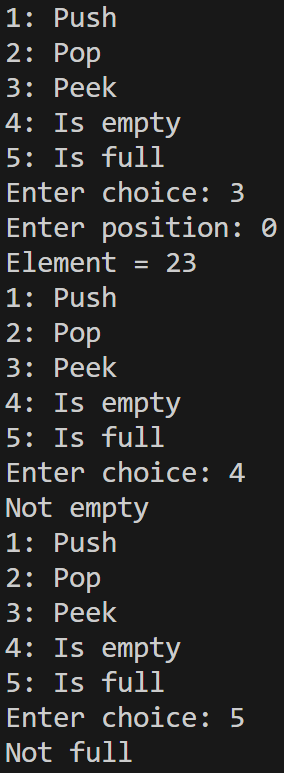 1: Push
2: Pop
3: Peek
4: Is empty
5: Is full
Enter choice: 3
Enter position: 0
Element = 23
1: Push
2: Pop
3: Peek
4: Is empty
5: Is full
Enter choice: 4
Not empty
1: Push
2: Pop
3: Peek
4: Is empty
5: Is full
Enter choice: 5
Not full